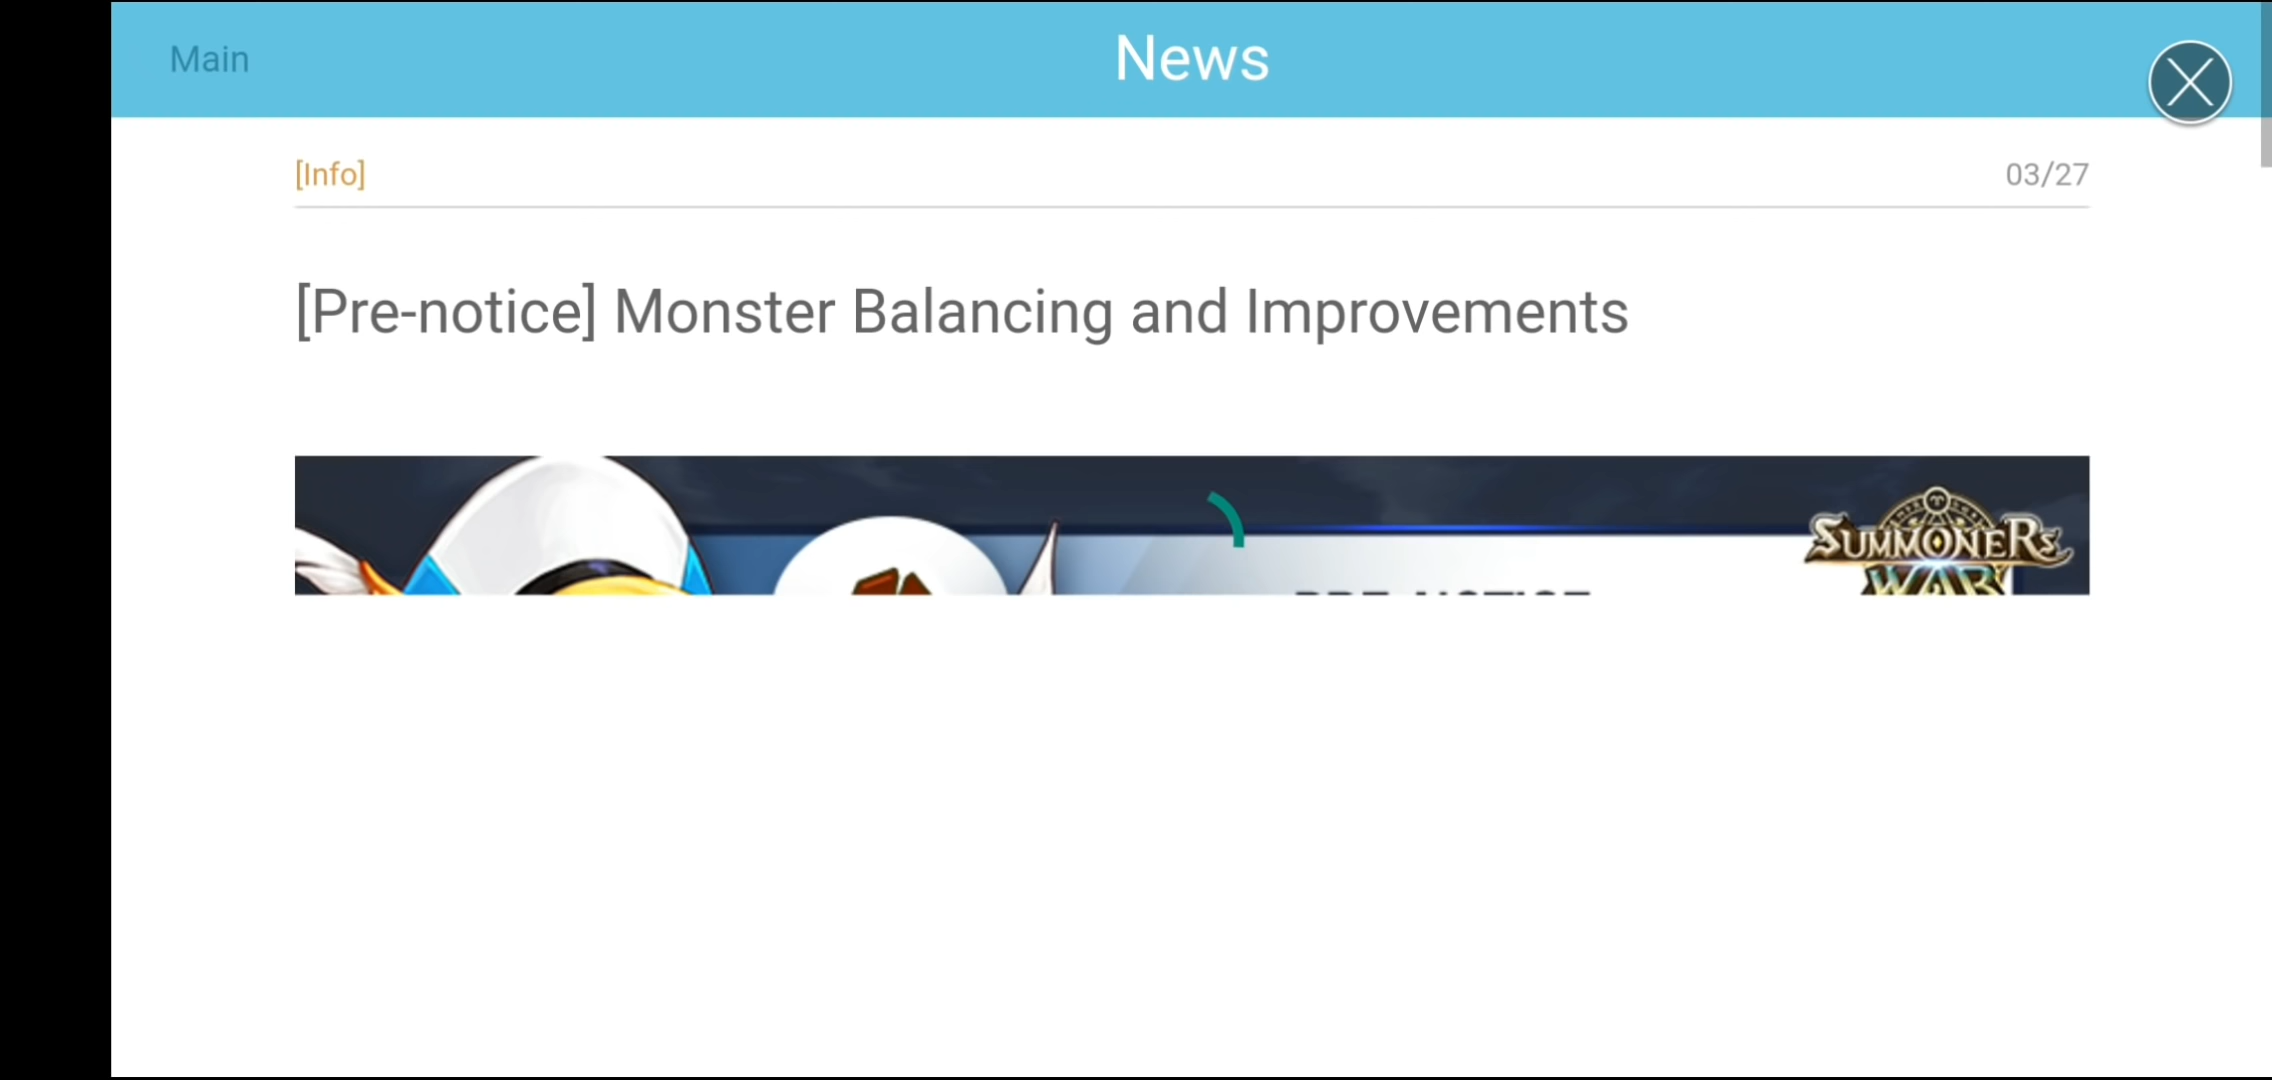 Main
News
[Info]
03/27
[Pre-notice] Monster Balancing and Improvements
SUMMONERS
WAR